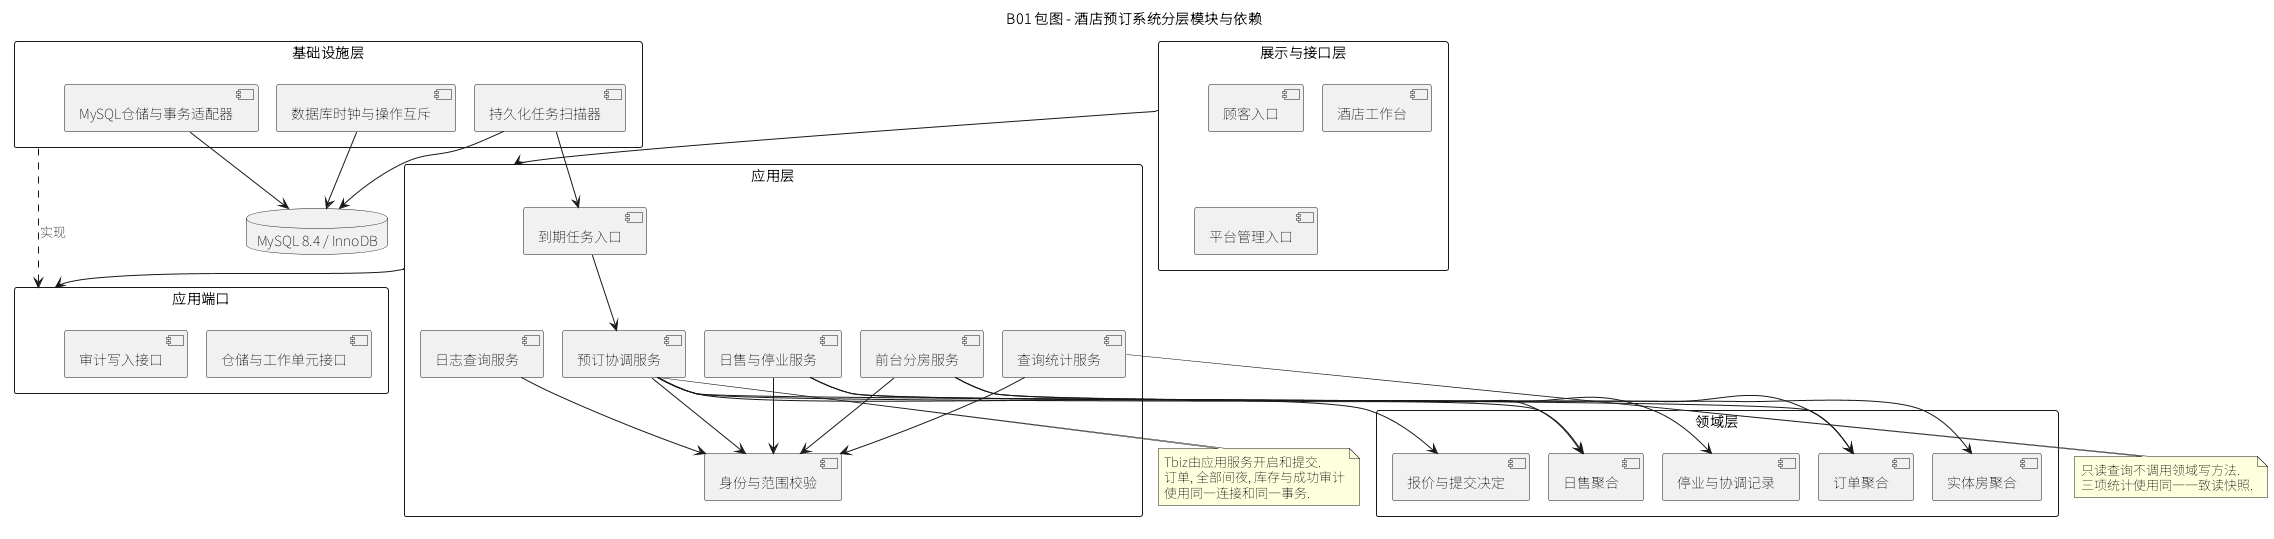 B01 包图 - 酒店预订系统分层模块与依赖
基础设施层
MySQL仓储与事务适配器
数据库时钟与操作互斥
持久化任务扫描器
展示与接口层
顾客入口
酒店工作台
平台管理入口
MySQL 8.4 / InnoDB
实现
应用端口
审计写入接口
仓储与工作单元接口
应用层
到期任务入口
日志查询服务
预订协调服务
日售与停业服务
前台分房服务
查询统计服务
身份与范围校验
Tbiz由应用服务开启和提交.
订单, 全部间夜, 库存与成功审计
使用同一连接和同一事务.
领域层
报价与提交决定
日售聚合
停业与协调记录
订单聚合
实体房聚合
只读查询不调用领域写方法.
三项统计使用同一一致读快照.